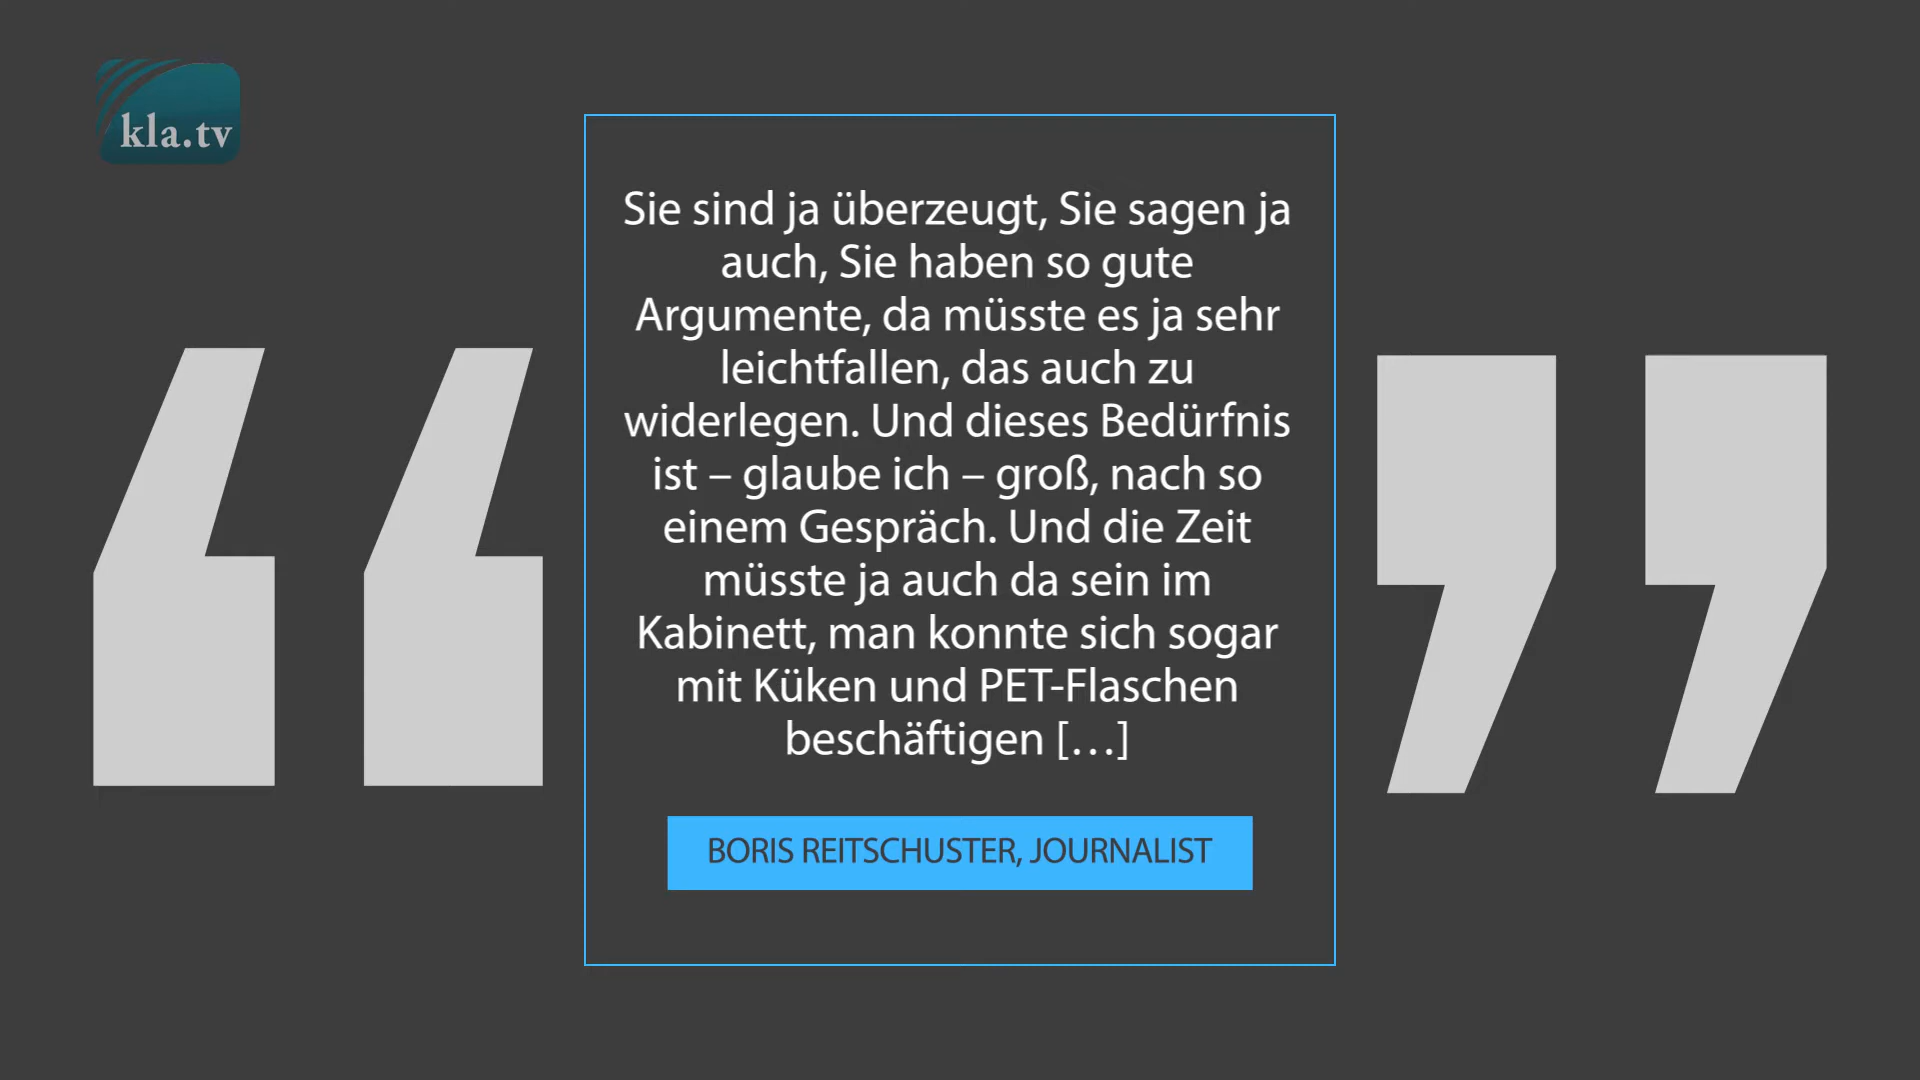 kla.tv
Sie sind ja überzeugt, Sie sagen ja
auch, Sie haben so gute
Argumente, da müsste es ja sehr
leichtfallen, das auch zu
widerlegen. Und dieses Bedürfnis
ist – glaube ich – groß, nach so
einem Gespräch. Und die Zeit
müsste ja auch da sein im
Kabinett, man konnte sich sogar
mit Küken und PET-Flaschen
beschäftigen […]
BORIS REITSCHUSTER, JOURNALIST